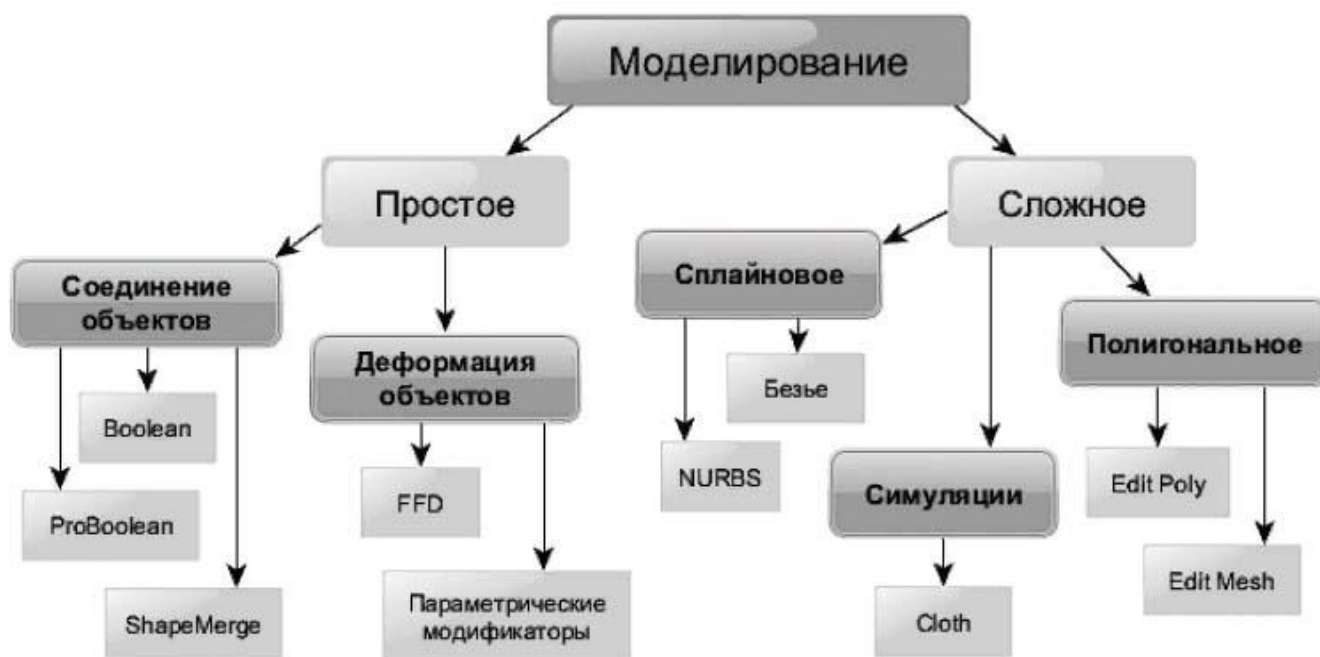 Моделирование
Простое
Сложное
Соединение
объектов
Сплайновое
Полигональное
Деформация
объектов
Безье
Boolean
NURBS
Симуляции
Edit Poly
ProBoolean
FFD
Edit Mesh
ShapeMerge
Параметрические
модификаторы
Cloth